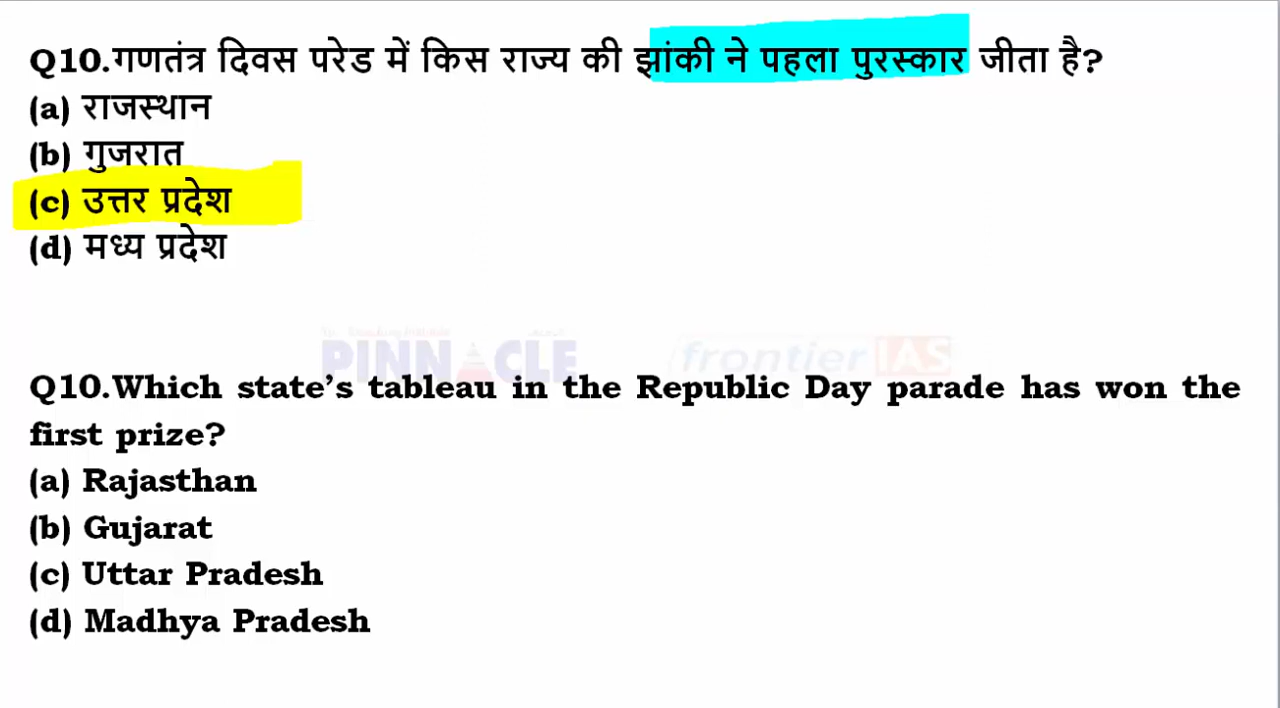 Q10.गणतंत्र दिवस परेड में किस राज्य की झांकी ने पहला पुरस्कार जीता है?
(a) राजस्थान
(b) गुजरात
(c) उत्तर प्रदेश
(d) मध्य प्रदेश
PINNACLE frontier IAS
Q10.Which state’s tableau in the Republic Day parade has won the
first prize?
(a) Rajasthan
(b) Gujarat
(c) Uttar Pradesh
(d) Madhya Pradesh